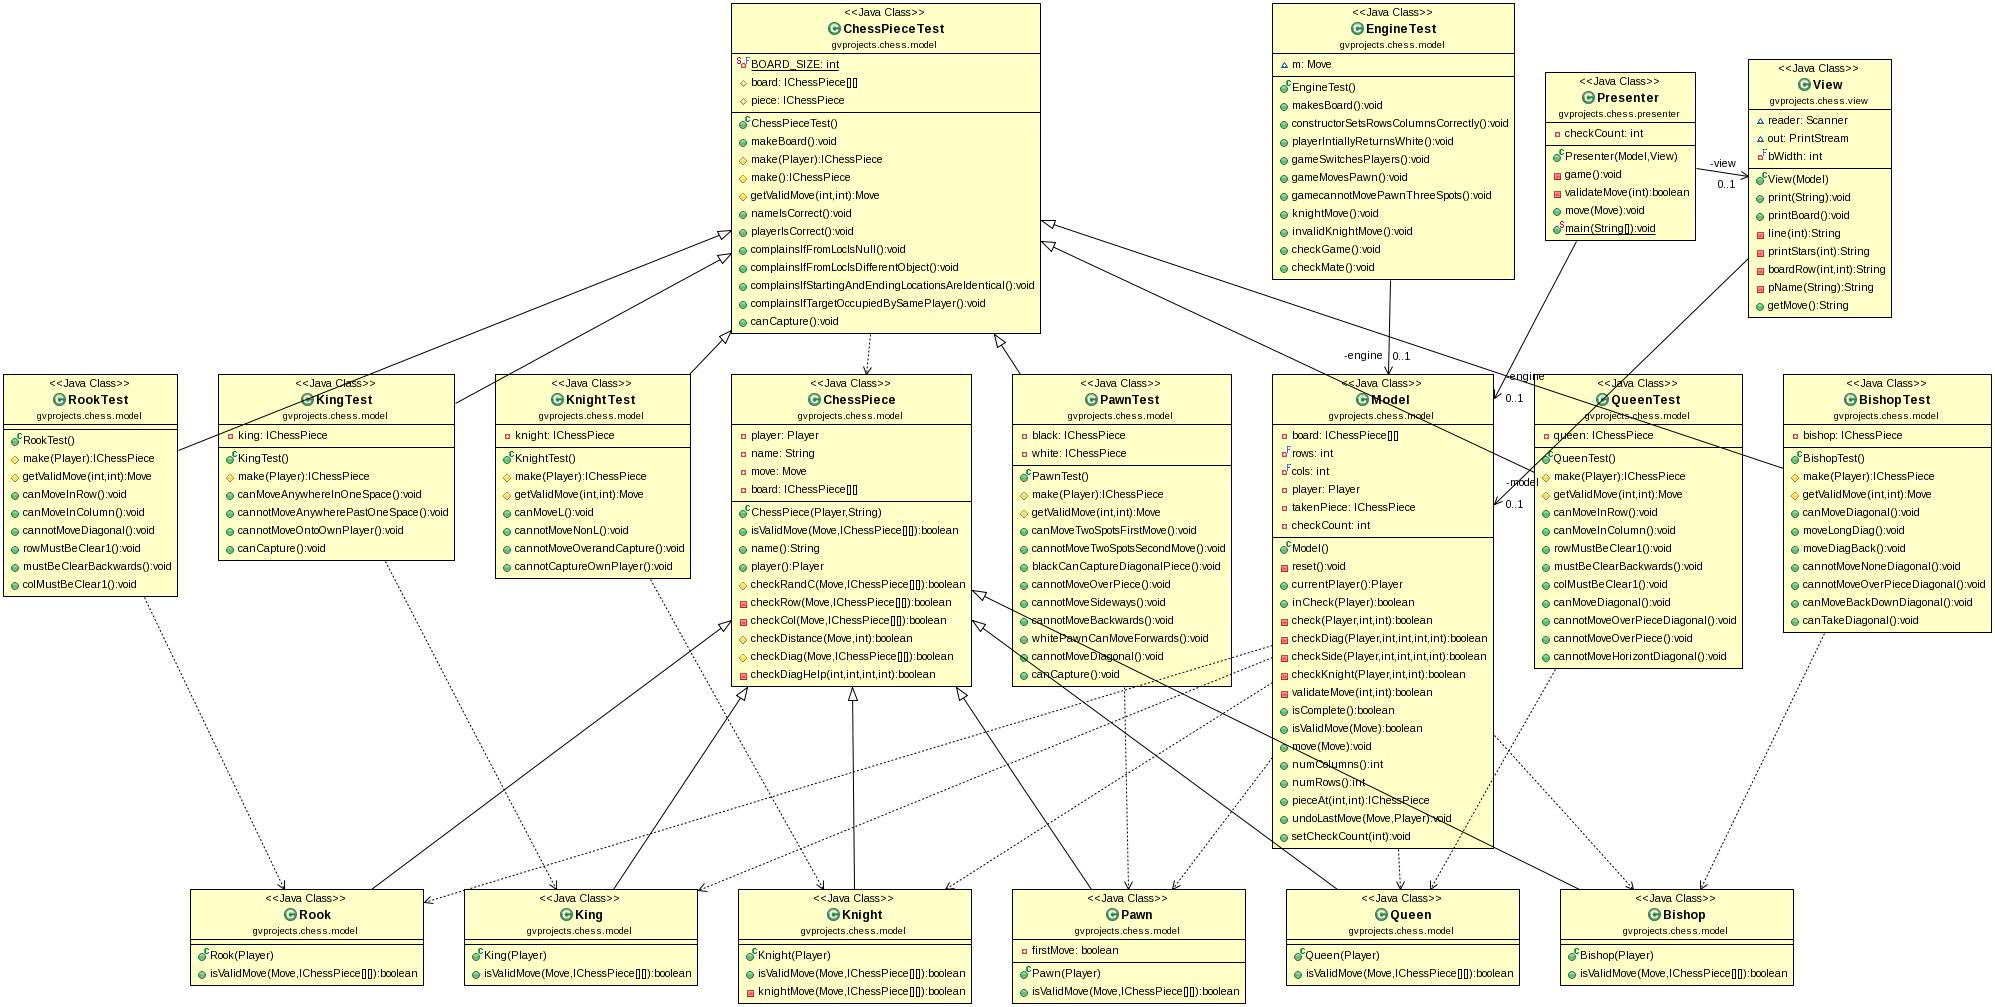 <<Java Class>>
ChessPieceTest
gvprojects.chess.model
BOARD_SIZE: int
board: IChessPiece[][]
piece: IChessPiece
ChessPieceTest()
makeBoard():void
make(Player):IChessPiece
make():IChessPiece
getValidMove(int,int):Move
nameIsCorrect():void
playerIsCorrect():void
complainsIfFromLocIsNull():void
complainsIfFromLocIsDifferentObject():void
complainsIfStartingAndEndingLocationsAreIdentical():void
complainsIfTargetOccupiedBySamePlayer():void
canCapture():void
<<Java Class>>
EngineTest
gvprojects.chess.model
m: Move
EngineTest()
makesBoard():void
constructorSetsRowsColumnsCorrectly():void
playerIntiallyReturnsWhite():void
gameSwitchesPlayers():void
gameMovesPawn():void
gamecannotMovePawnThreeSpots():void
knightMove():void
invalidKnightMove():void
checkGame():void
checkMate():void
<<Java Class>>
Presenter
gvprojects.chess.presenter
checkCount: int
Presenter(Model,View)
game():void
validateMove(int):boolean
move(Move):void
main(String[]):void
-view
0..1
<<Java Class>>
View
gvprojects.chess.view
reader: Scanner
out: PrintStream
bWidth: int
View(Model)
print(String):void
printBoard():void
line(int):String
printStars(int):String
boardRow(int,int):String
pName(String):String
getMove():String
-engine
0..1
-engine
0..1
-model
0..1
<<Java Class>>
RookTest
gvprojects.chess.model
RookTest()
make(Player):IChessPiece
getValidMove(int,int):Move
canMoveInRow():void
canMoveInColumn():void
cannotMoveDiagonal():void
rowMustBeClear1():void
mustBeClearBackwards():void
colMustBeClear1():void
<<Java Class>>
KingTest
gvprojects.chess.model
king: IChessPiece
KingTest()
make(Player):IChessPiece
canMoveAnywhereInOneSpace():void
cannotMoveAnywherePastOneSpace():void
cannotMoveOntoOwnPlayer():void
canCapture():void
<<Java Class>>
KnightTest
gvprojects.chess.model
knight: IChessPiece
KnightTest()
make(Player):IChessPiece
getValidMove(int,int):Move
canMoveL():void
cannotMoveNonL():void
cannotMoveOverandCapture():void
cannotCaptureOwnPlayer():void
<<Java Class>>
ChessPiece
gvprojects.chess.model
player: Player
name: String
move: Move
board: IChessPiece[][]
ChessPiece(Player,String)
isValidMove(Move,IChessPiece[][]):boolean
name():String
player():Player
checkRandC(Move,IChessPiece[][]):boolean
checkRow(Move,IChessPiece[][]):boolean
checkCol(Move,IChessPiece[][]):boolean
checkDistance(Move,int):boolean
checkDiag(Move,IChessPiece[][]):boolean
checkDiagHelp(int,int,int,int):boolean
<<Java Class>>
PawnTest
gvprojects.chess.model
black: IChessPiece
white: IChessPiece
PawnTest()
make(Player):IChessPiece
getValidMove(int,int):Move
canMoveTwoSpotsFirstMove():void
cannotMoveTwoSpotsSecondMove():void
blackCanCaptureDiagonalPiece():void
cannotMoveOverPiece():void
cannotMoveSideways():void
cannotMoveBackwards():void
whitePawnCanMoveForwards():void
cannotMoveDiagonal():void
canCapture():void
<<Java Class>>
Model
gvprojects.chess.model
board: IChessPiece[][]
rows: int
cols: int
player: Player
takenPiece: IChessPiece
checkCount: int
Model()
reset():void
currentPlayer():Player
inCheck(Player):boolean
check(Player,int,int):boolean
checkDiag(Player,int,int,int,int):boolean
checkSide(Player,int,int,int,int):boolean
checkKnight(Player,int,int):boolean
validateMove(int,int):boolean
isComplete():boolean
isValidMove(Move):boolean
move(Move):void
numColumns():int
numRows():int
pieceAt(int,int):IChessPiece
undoLastMove(Move,Player):void
setCheckCount(int):void
<<Java Class>>
QueenTest
gvprojects.chess.model
queen: IChessPiece
QueenTest()
make(Player):IChessPiece
getValidMove(int,int):Move
canMoveInRow():void
canMoveInColumn():void
rowMustBeClear1():void
mustBeClearBackwards():void
colMustBeClear1():void
canMoveDiagonal():void
cannotMoveOverPieceDiagonal():void
cannotMoveOverPiece():void
cannotMoveHorizontDiagonal():void
<<Java Class>>
BishopTest
gvprojects.chess.model
bishop: IChessPiece
BishopTest()
make(Player):IChessPiece
getValidMove(int,int):Move
canMoveDiagonal():void
moveLongDiag():void
moveDiagBack():void
cannotMoveNoneDiagonal():void
cannotMoveOverPieceDiagonal():void
canMoveBackDownDiagonal():void
canTakeDiagonal():void
<<Java Class>>
Rook
gvprojects.chess.model
Rook(Player)
isValidMove(Move,IChessPiece[][]):boolean
<<Java Class>>
King
gvprojects.chess.model
King(Player)
isValidMove(Move,IChessPiece[][]):boolean
<<Java Class>>
Knight
gvprojects.chess.model
Knight(Player)
isValidMove(Move,IChessPiece[][]):boolean
knightMove(Move,IChessPiece[][]):boolean
<<Java Class>>
Pawn
gvprojects.chess.model
firstMove: boolean
Pawn(Player)
isValidMove(Move,IChessPiece[][]):boolean
<<Java Class>>
Queen
gvprojects.chess.model
Queen(Player)
isValidMove(Move,IChessPiece[][]):boolean
<<Java Class>>
Bishop
gvprojects.chess.model
Bishop(Player)
isValidMove(Move,IChessPiece[][]):boolean